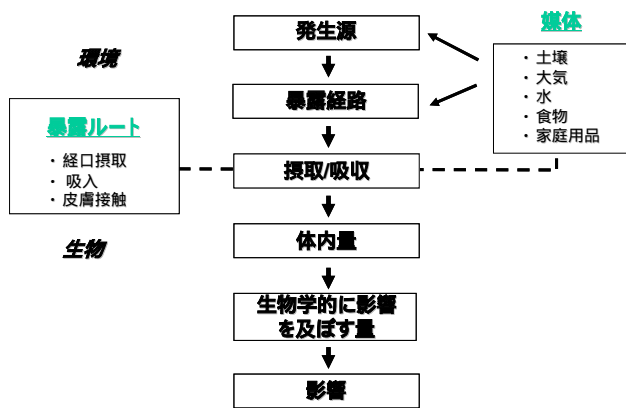 発生源
媒体
環境
・土壌
・大気
・水
・食物
・家庭用品
暴露経路
暴露ルート
・経口摂取
・吸入
・皮膚接触
摂取/吸収
生物
体内量
生物学的に影響
を及ぼす量
影響